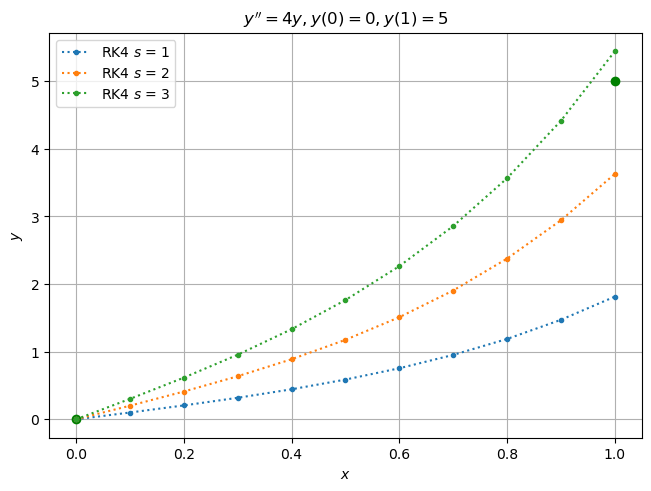 y″ = 4y, y(0) = 0, y(1) = 5
RK4 s = 1
RK4 s = 2
RK4 s = 3
5
4
3
2
1
0
y
0.0 0.2 0.4 0.6 0.8 1.0
x